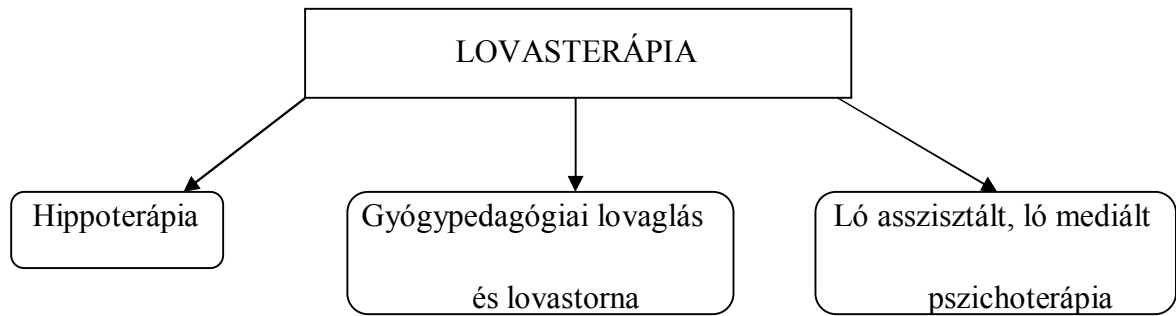 LOVASTERÁPIA
Hippoterápia
Gyógypedagógiai lovaglás
és lovastorna
Ló asszisztált, ló mediált
pszichoterápia